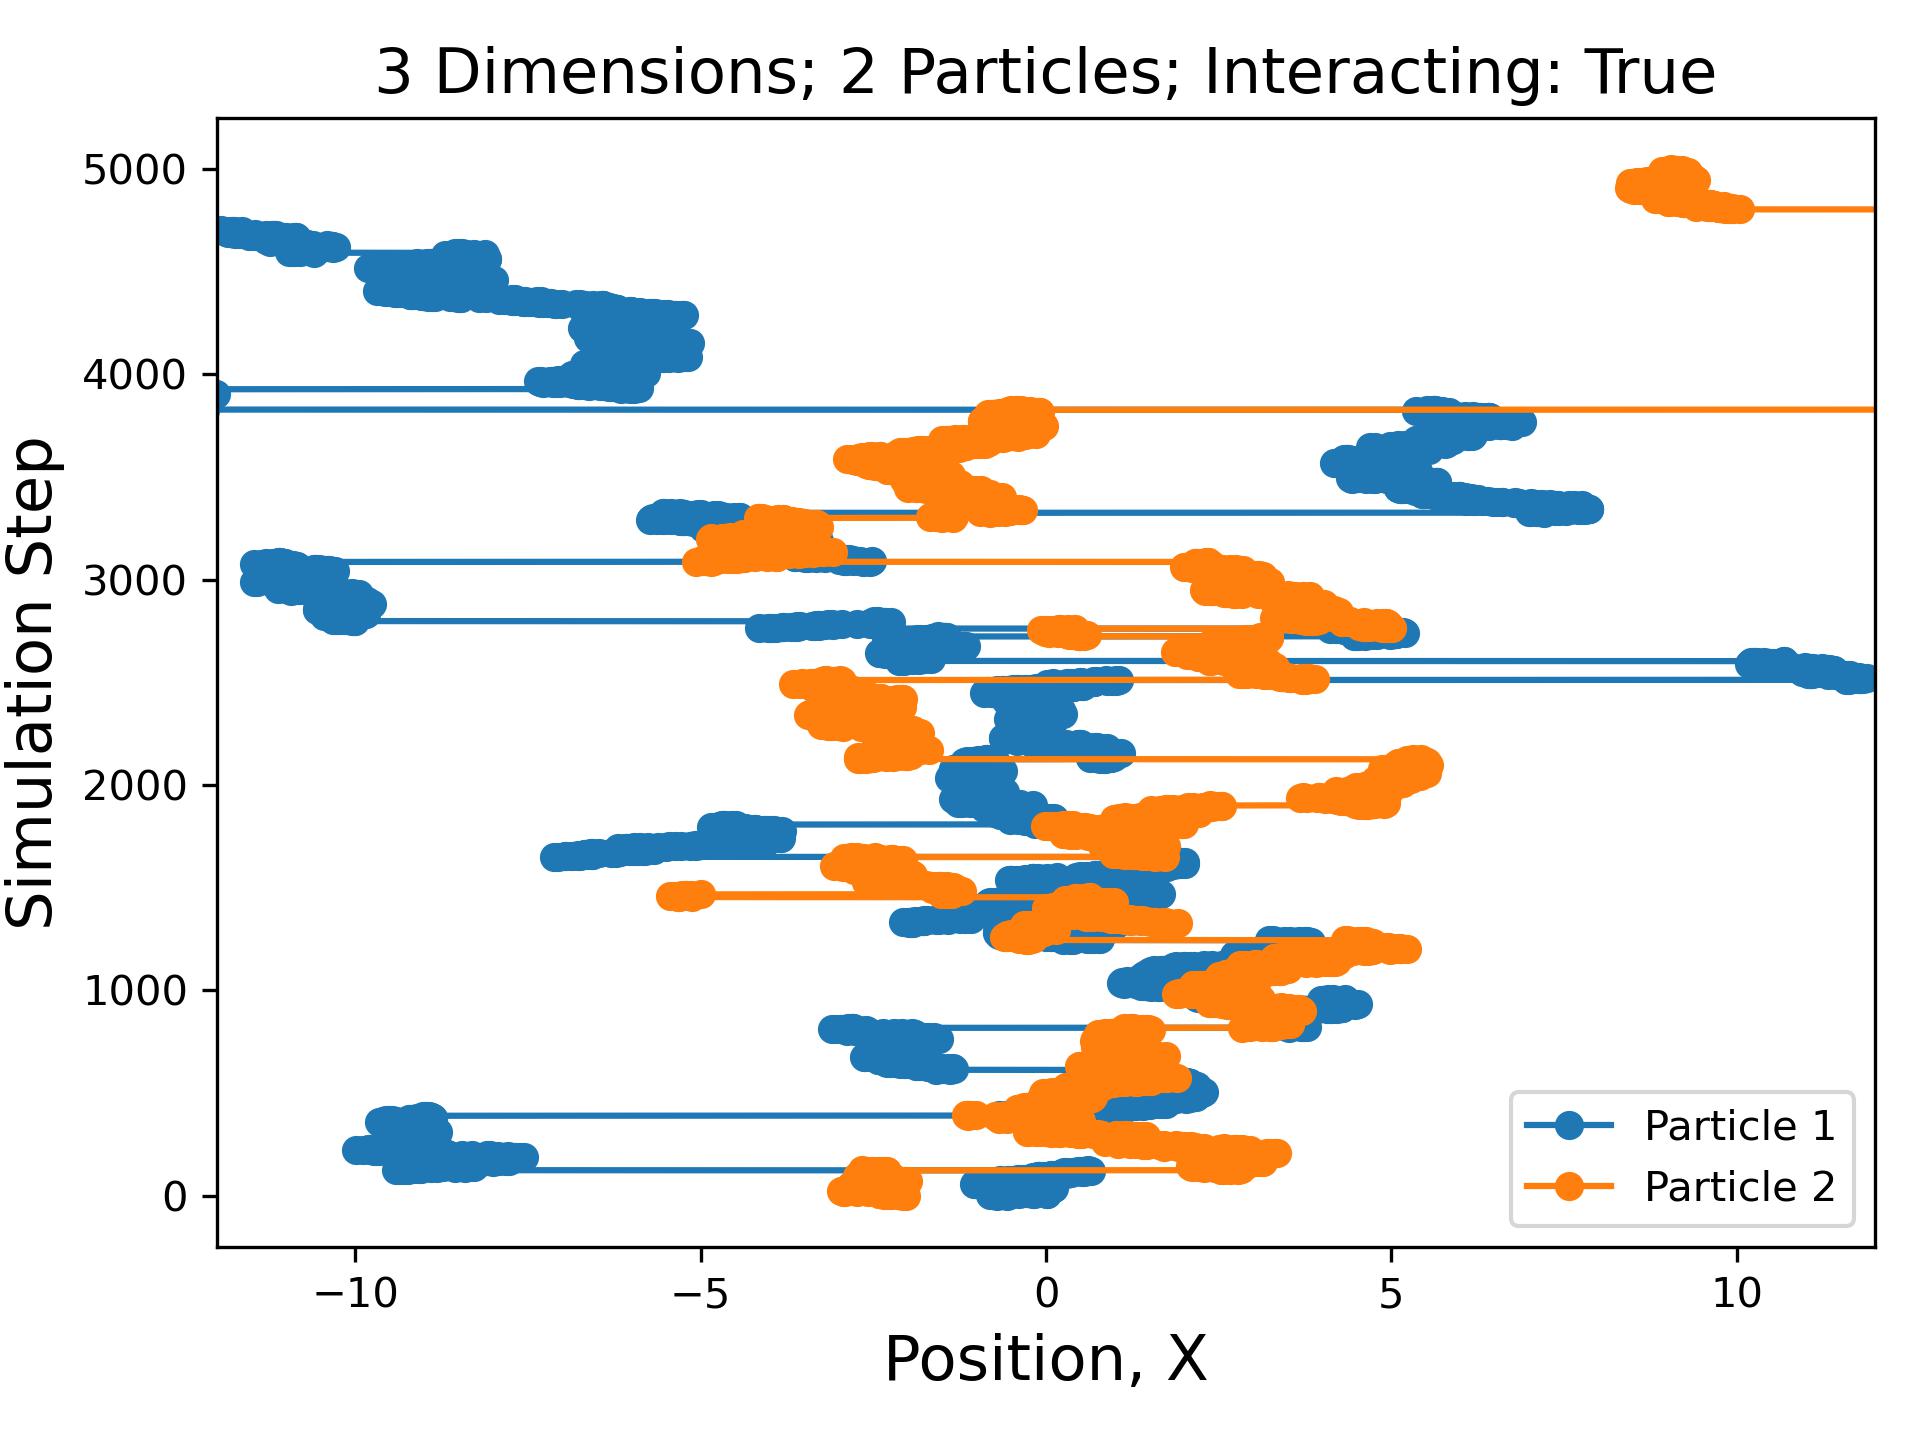 3 Dimensions; 2 Particles; Interacting: True
Simulation Step
5000
4000
3000
2000
1000
0
−10
−5
0
5
10
Position, X
Particle 1
Particle 2